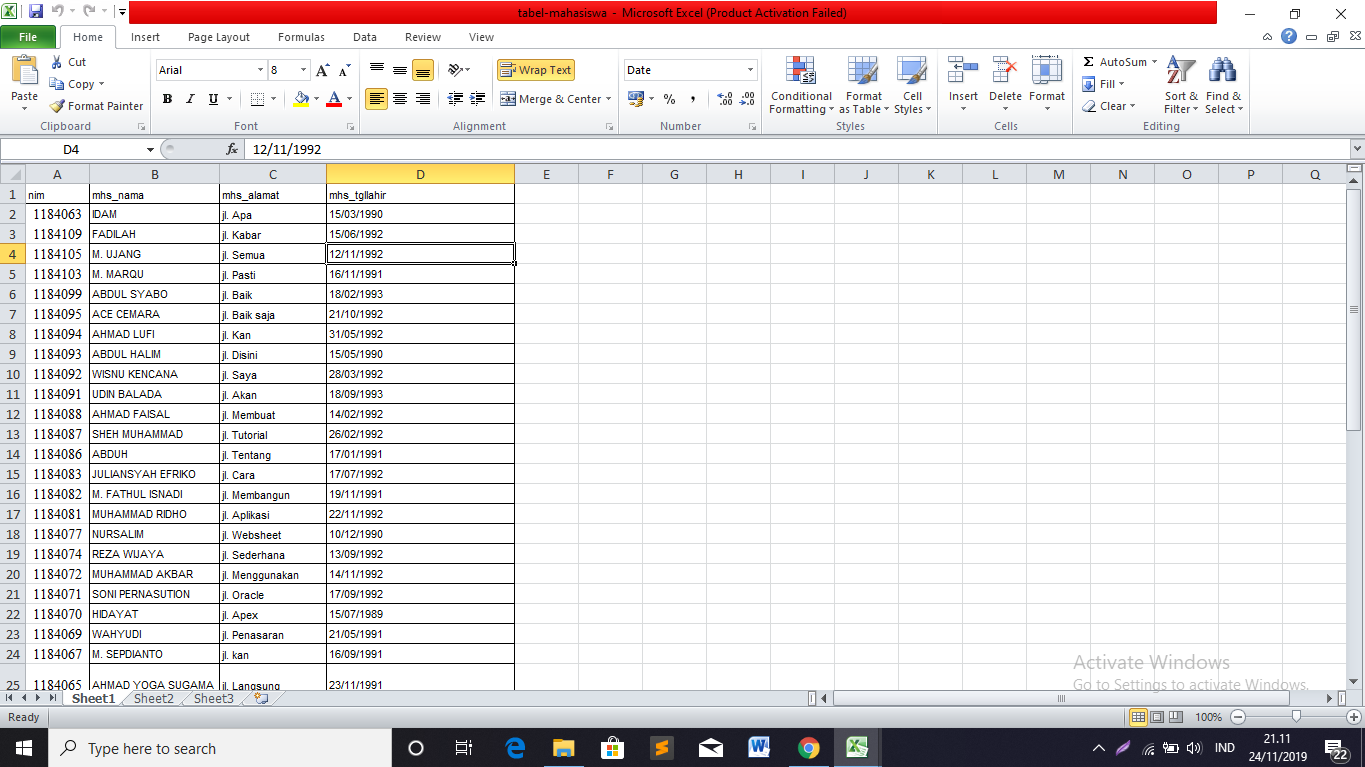 tabel-mahasiswa - Microsoft Excel (Product Activation Failed)
File Home Insert Page Layout Formulas Data Review View
Cut Arial 8 Wrap Text Date AutoSum
Copy Fill
Format Painter Merge & Center Clear
Paste B I U % , Conditional Formatting Format as Table Cell Styles Insert Delete Format Sort & Filter Find & Select
Clipboard Font Alignment Number Styles Cells Editing
D4 fx 12/11/1992
A B C D E F G H I J K L M N O P Q
1 nim mhs_nama mhs_alamat mhs_tgllahir
2 1184063 IDAM jl. Apa 15/03/1990
3 1184109 FADILAH jl. Kabar 15/06/1992
4 1184105 M. UJANG jl. Semua 12/11/1992
5 1184103 M. MARQU jl. Pasti 16/11/1991
6 1184099 ABDUL SYABO jl. Baik 18/02/1993
7 1184095 ACE CEMARA jl. Baik saja 21/10/1992
8 1184094 AHMAD LUFI jl. Kan 31/05/1992
9 1184093 ABDUL HALIM jl. Disini 15/05/1990
10 1184092 WISNU KENCANA jl. Saya 28/03/1992
11 1184091 UDIN BALADA jl. Akan 18/09/1993
12 1184088 AHMAD FAISAL jl. Membuat 14/02/1992
13 1184087 SHEH MUHAMMAD jl. Tutorial 26/02/1992
14 1184086 ABDUH jl. Tentang 17/01/1991
15 1184083 JULIANSYAH EFRIKO jl. Cara 17/07/1992
16 1184082 M. FATHUL ISNADI jl. Membangun 19/11/1991
17 1184081 MUHAMMAD RIDHO jl. Aplikasi 22/11/1992
18 1184077 NURSALIM jl. Websheet 10/12/1990
19 1184074 REZA WIJAYA jl. Sederhana 13/09/1992
20 1184072 MUHAMMAD AKBAR jl. Menggunakan 14/11/1992
21 1184071 SONI PERNASUTION jl. Oracle 17/09/1992
22 1184070 HIDAYAT jl. Apex 15/07/1989
23 1184069 WAHYUDI jl. Penasaran 21/05/1991
24 1184067 M. SEPDIANTO jl. kan 16/09/1991
25 1184065 AHMAD YOGA SUGAMA jl. Langsung 23/11/1991
Activate Windows
Go to Settings to activate Windows.
Sheet1 Sheet2 Sheet3
Ready 100%
Type here to search IND 21.11
24/11/2019 22